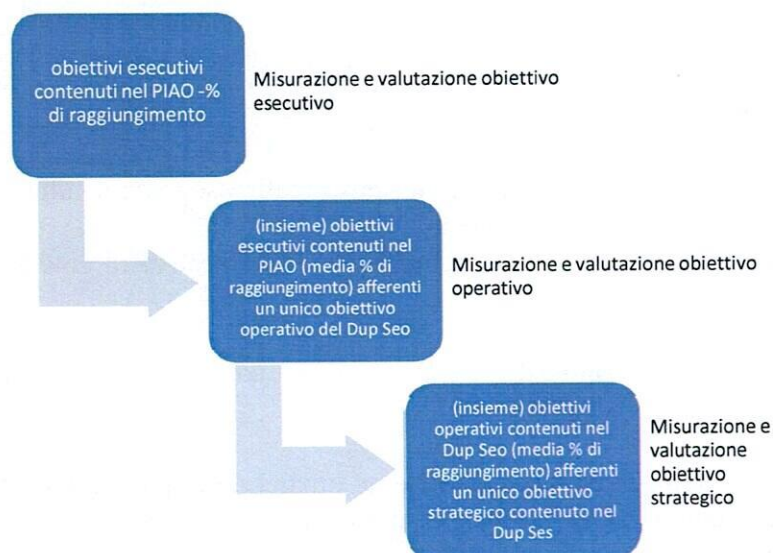 obiettivi esecutivi
contenuti nel PIAO -%
di raggiungimento
Misurazione e valutazione obiettivo
esecutivo
(insieme) obiettivi
esecutivi contenuti nel
PIAO (media % di
raggiungimento) afferenti
un unico obiettivo
operativo del Dup Seo
Misurazione e valutazione obiettivo
operativo
(insieme) obiettivi
operativi contenuti nel
Dup Seo (media % di
raggiungimento) afferenti
un unico obiettivo
strategico contenuto nel
Dup Ses
Misurazione e
valutazione
obiettivo
strategico